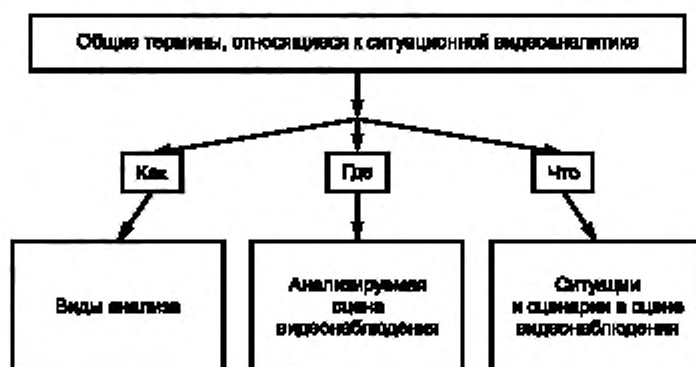 Общие термины, относящиеся к ситуационной видеоаналитике
Как
Где
Что
Виды анализа
Анализируемая
сцена
видеонаблюдения
Ситуации
и сценарии в сцене
видеонаблюдения